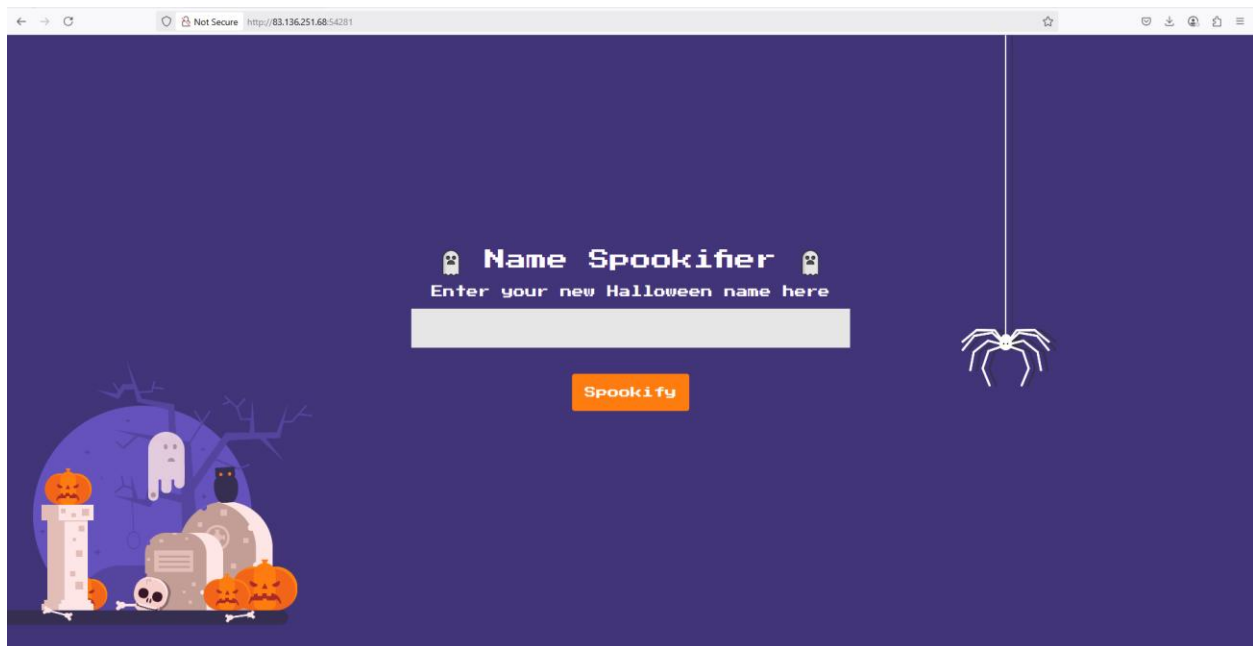 Not Secure http://83.136.251.68:54281
Name Spookifier
Enter your new Halloween name here
Spookify